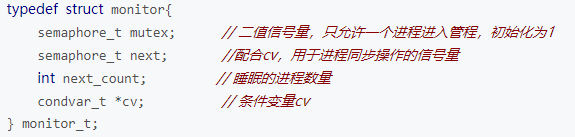 typedef struct monitor{
    semaphore_t mutex;      // 二值信号量，只允许一个进程进入管程，初始化为1
    semaphore_t next;       //配合cv，用于进程同步操作的信号量
    int next_count;         // 睡眠的进程数量
    condvar_t *cv;          // 条件变量cv
} monitor_t;